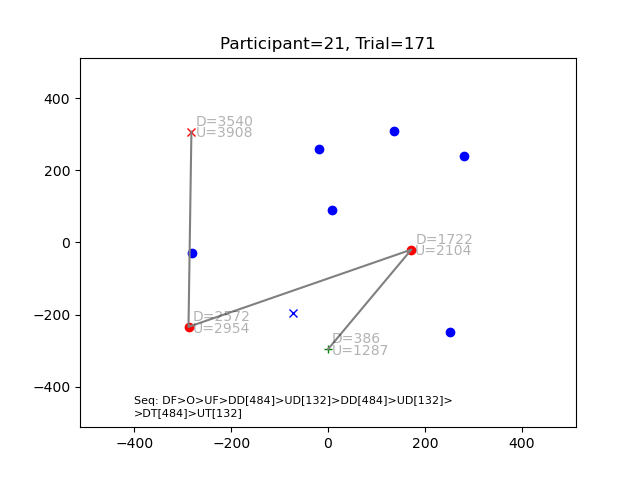 Participant=21, Trial=171
400
200
0
−200
−400
D=3540
U=3908
D=1722
U=2104
D=2572
U=2954
D=386
U=1287
Seq: DF>O>UF>DD[484]>UD[132]>DD[484]>UD[132]>
>DT[484]>UT[132]
−400 −200 0 200 400